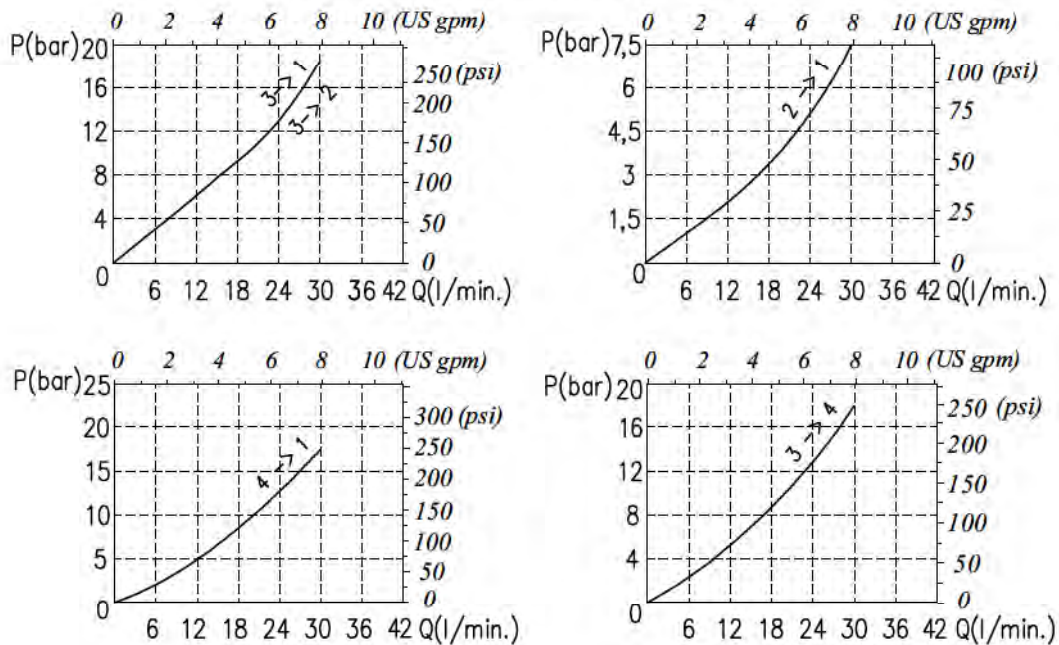 0 2 4 6 8 10 (US gpm)
P(bar) 20
16
12
8
4
0
250 (psi)
200
150
100
50
0
3->1
3->2
6 12 18 24 30 36 42 Q(l/min.)
0 2 4 6 8 10 (US gpm)
P(bar) 7,5
6
4,5
3
1,5
0
100 (psi)
75
50
25
0
2->1
6 12 18 24 30 36 42 Q(l/min.)
0 2 4 6 8 10 (US gpm)
P(bar) 25
20
15
10
5
0
300 (psi)
250
200
150
100
50
0
4->1
6 12 18 24 30 36 42 Q(l/min.)
0 2 4 6 8 10 (US gpm)
P(bar) 20
16
12
8
4
0
250 (psi)
200
150
100
50
0
3->4
6 12 18 24 30 36 42 Q(l/min.)